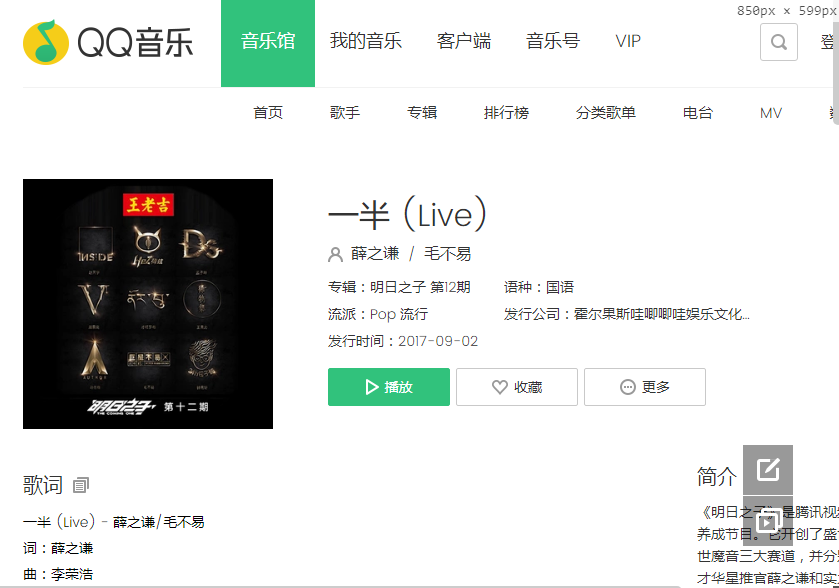 850px × 599px
QQ音乐
音乐馆 我的音乐 客户端 音乐号 VIP 登
首页 歌手 专辑 排行榜 分类歌单 电台 MV
王老吉
INSIDE
V
明日之子 第十二期
THE COMING ONE
一半 (Live)
薛之谦 / 毛不易
专辑：明日之子 第12期 语种：国语
流派：Pop 流行 发行公司：霍尔果斯哇唧唧哇娱乐文化...
发行时间：2017-09-02
播放 收藏 更多
歌词
简介
一半 (Live) - 薛之谦/毛不易
词：薛之谦
曲：李荣浩
《明日之子》是腾讯视频
养成节目。它开创了盛
世魔音三大赛道，并分
才华星推官薛之谦和实